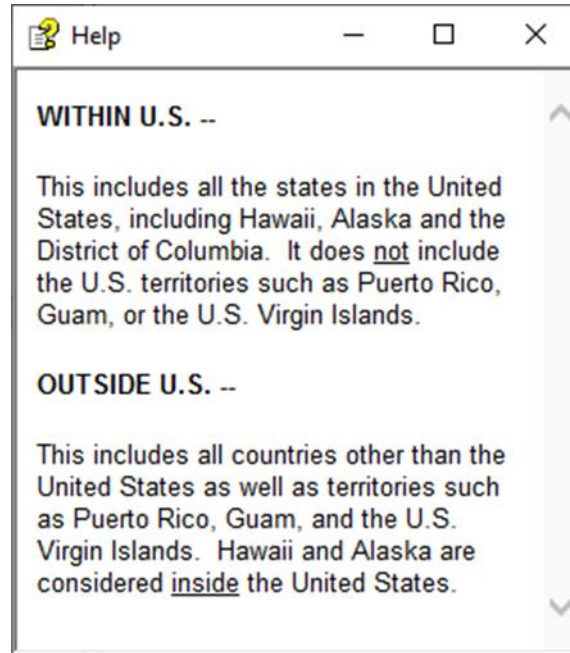 Help
WITHIN U.S. --
This includes all the states in the United
States, including Hawaii, Alaska and the
District of Columbia.  It does not include
the U.S. territories such as Puerto Rico,
Guam, or the U.S. Virgin Islands.
OUTSIDE U.S. --
This includes all countries other than the
United States as well as territories such
as Puerto Rico, Guam, and the U.S.
Virgin Islands.  Hawaii and Alaska are
considered inside the United States.